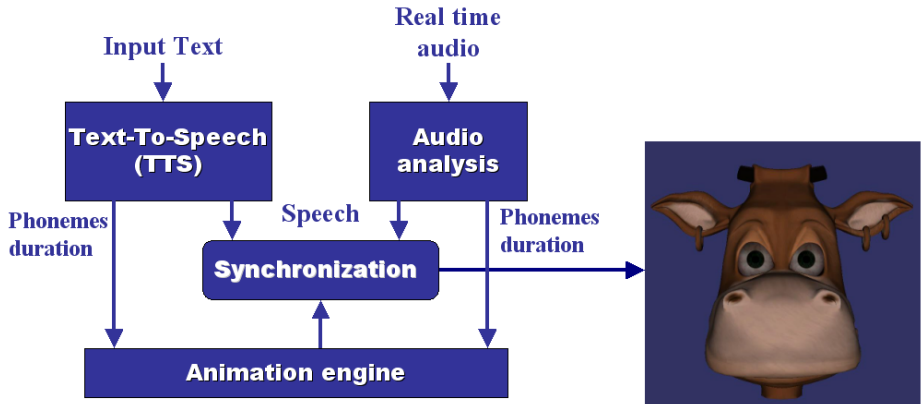 Input Text
Real time
audio
Text-To-Speech
(TTS)
Audio
analysis
Phonemes
duration
Speech
Phonemes
duration
Synchronization
Animation engine